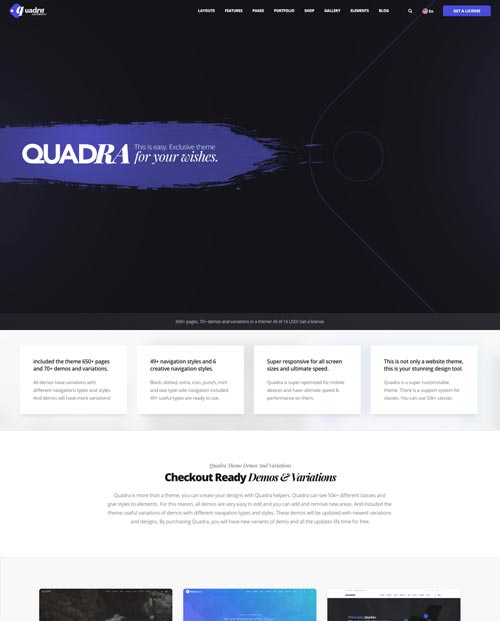 quadra
LAYOUTS FEATURES PAGES PORTFOLIO SHOP GALLERY ELEMENTS BLOG
En
GET A LICENSE
QUADRA
This is easy. Exclusive theme
for your wishes.
650+ pages, 70+ demos and variations in a theme! All of 16 USD! Get a license.
included the theme 650+ pages
and 70+ demos and variations.
All demos have variations with
different navigations types and styles.
And demos will have more variations!
49+ navigation styles and 6
creative navigation styles.
Block, dotted, extra, icon, punch, mini
and two type side navigation included.
49+ useful types are ready to use.
Super responsive for all screen
sizes and ultimate speed.
Quadra is super optimized for mobile
devices and have ultimate speed &
performance on them.
This is not only a website theme,
this is your stunning design tool.
Quadra is a super customisable
theme. There is a support system for
classes. You can use 50k+ classes
Quadra Theme Demos And Variations
Checkout Ready Demos & Variations
Quadra is more than a theme, you can create your designs with Quadra helpers. Quadra can see 50k+ different classes and
give styles to elements. For this reason, all demos are very easy to edit and you can add and remove new areas. And included the
theme useful variations of demos with different navigation types and styles. These demos will be updated with newest variations
and designs. By purchasing Quadra, you will have new variants of demo and all the updates life time for free.